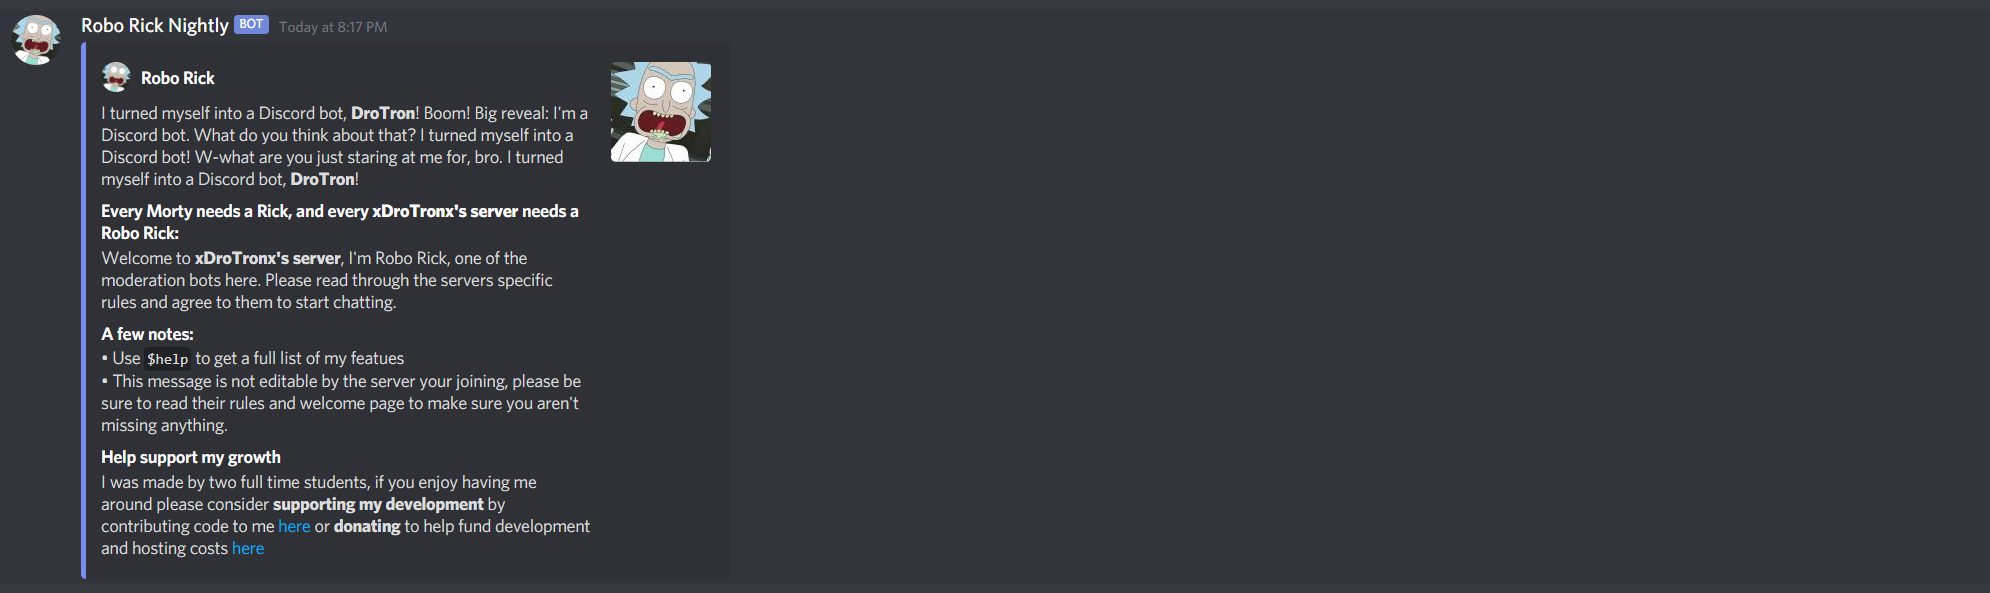 Robo Rick Nightly BOT Today at 8:17 PM
Robo Rick
I turned myself into a Discord bot, DroTron! Boom! Big reveal: I'm a
Discord bot. What do you think about that? I turned myself into a
Discord bot! W-what are you just staring at me for, bro. I turned
myself into a Discord bot, DroTron!
Every Morty needs a Rick, and every xDroTronx's server needs a
Robo Rick:
Welcome to xDroTronx's server, I'm Robo Rick, one of the
moderation bots here. Please read through the servers specific
rules and agree to them to start chatting.
A few notes:
• Use $help to get a full list of my featues
• This message is not editable by the server your joining, please be
sure to read their rules and welcome page to make sure you aren't
missing anything.
Help support my growth
I was made by two full time students, if you enjoy having me
around please consider supporting my development by
contributing code to me here or donating to help fund development
and hosting costs here